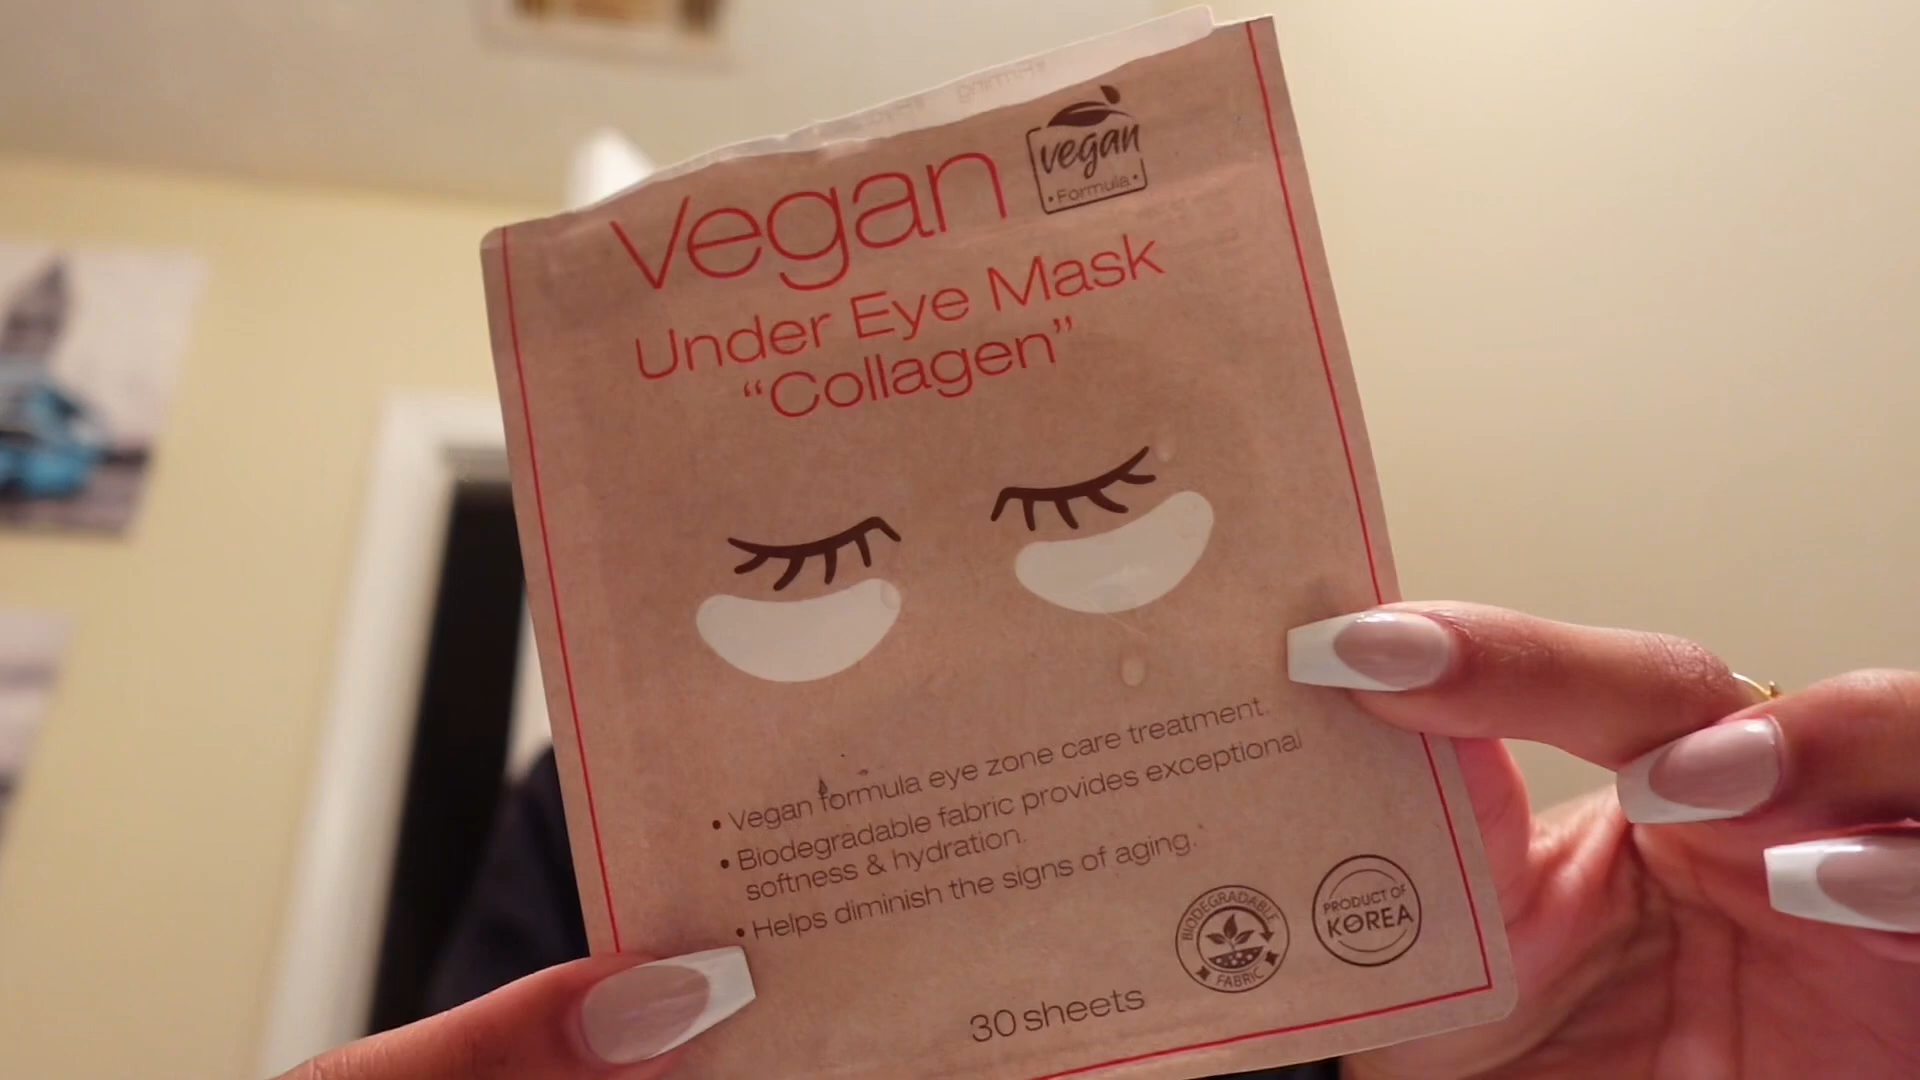 Vegan
vegan
•Formula•
Under Eye Mask
“Collagen”
• Vegan formula eye zone care treatment.
• Biodegradable fabric provides exceptional
softness & hydration.
• Helps diminish the signs of aging.
BIODEGRADABLE
FABRIC
PRODUCT OF
KOREA
30 sheets